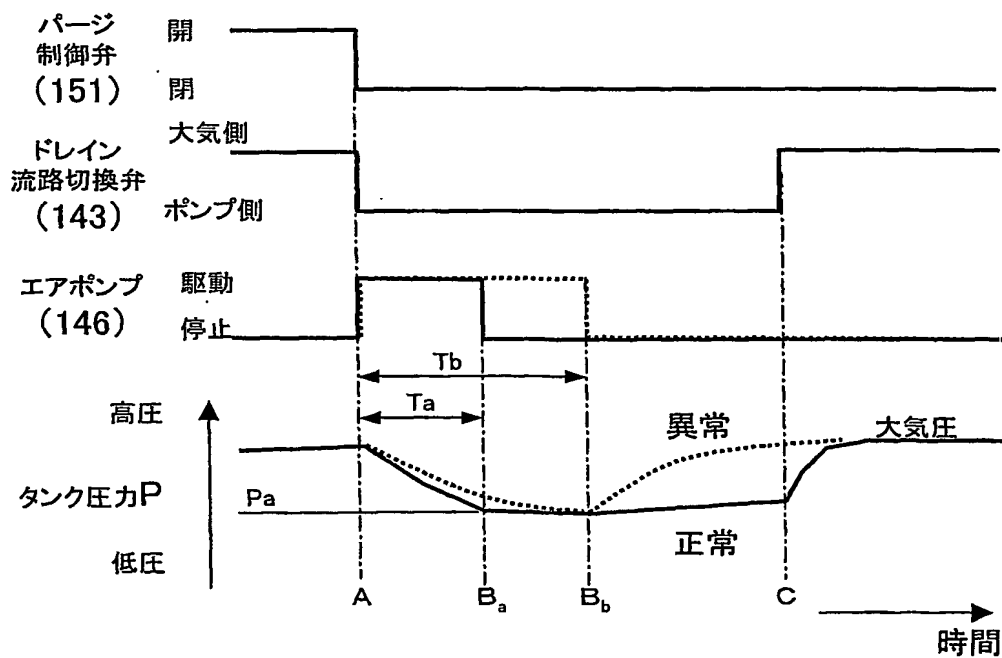 パージ
制御弁
(151)
開
閉
ドレイン
流路切換弁
(143)
大気側
ポンプ側
エアポンプ
(146)
駆動
停止
Tb
Ta
高圧
タンク圧力P
低圧
Pa
異常
大気圧
正常
A
Ba
Bb
C
時間